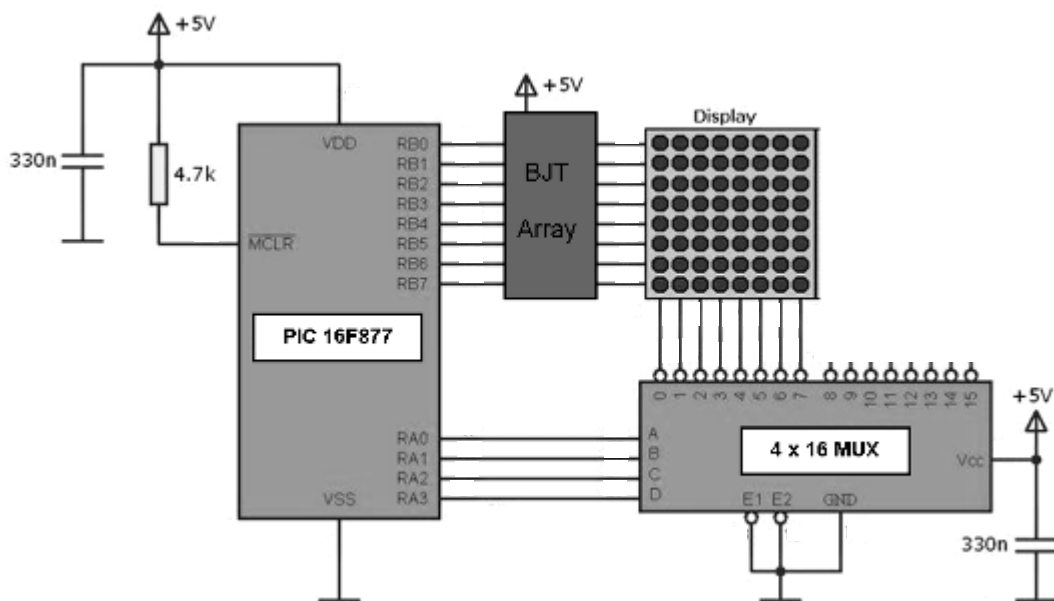 +5V
330n
4.7k
VDD
MCLR
PIC 16F877
VSS
RB0
RB1
RB2
RB3
RB4
RB5
RB6
RB7
RA0
RA1
RA2
RA3
+5V
BJT
Array
Display
0 1 2 3 4 5 6 7 8 9 10 11 12 13 14 15
A
B
C
D
4 x 16 MUX
Vcc
E1 E2 GND
+5V
330n